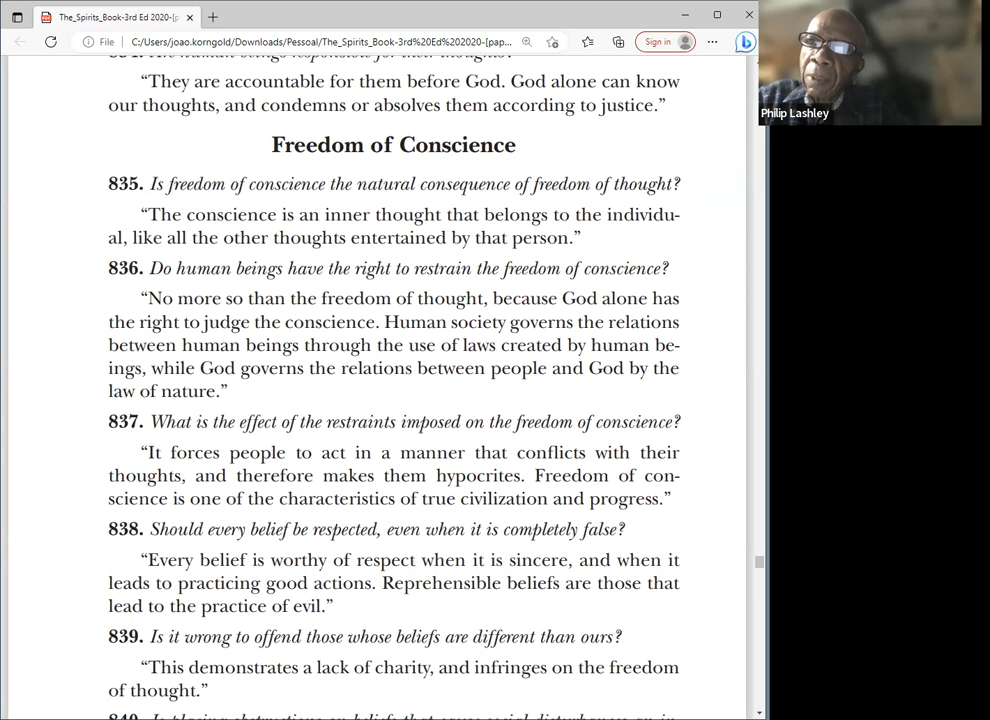 The_Spirits_Book-3rd Ed 2020-[p
File
C:/Users/joao.korngold/Downloads/Pessoal/The_Spirits_Book-3rd%20Ed%202020-[pap...
Sign in
Philip Lashley
“They are accountable for them before God. God alone can know
our thoughts, and condemns or absolves them according to justice.”
Freedom of Conscience
835. Is freedom of conscience the natural consequence of freedom of thought?
“The conscience is an inner thought that belongs to the individu-
al, like all the other thoughts entertained by that person.”
836. Do human beings have the right to restrain the freedom of conscience?
“No more so than the freedom of thought, because God alone has
the right to judge the conscience. Human society governs the relations
between human beings through the use of laws created by human be-
ings, while God governs the relations between people and God by the
law of nature.”
837. What is the effect of the restraints imposed on the freedom of conscience?
“It forces people to act in a manner that conflicts with their
thoughts, and therefore makes them hypocrites. Freedom of con-
science is one of the characteristics of true civilization and progress.”
838. Should every belief be respected, even when it is completely false?
“Every belief is worthy of respect when it is sincere, and when it
leads to practicing good actions. Reprehensible beliefs are those that
lead to the practice of evil.”
839. Is it wrong to offend those whose beliefs are different than ours?
“This demonstrates a lack of charity, and infringes on the freedom
of thought.”